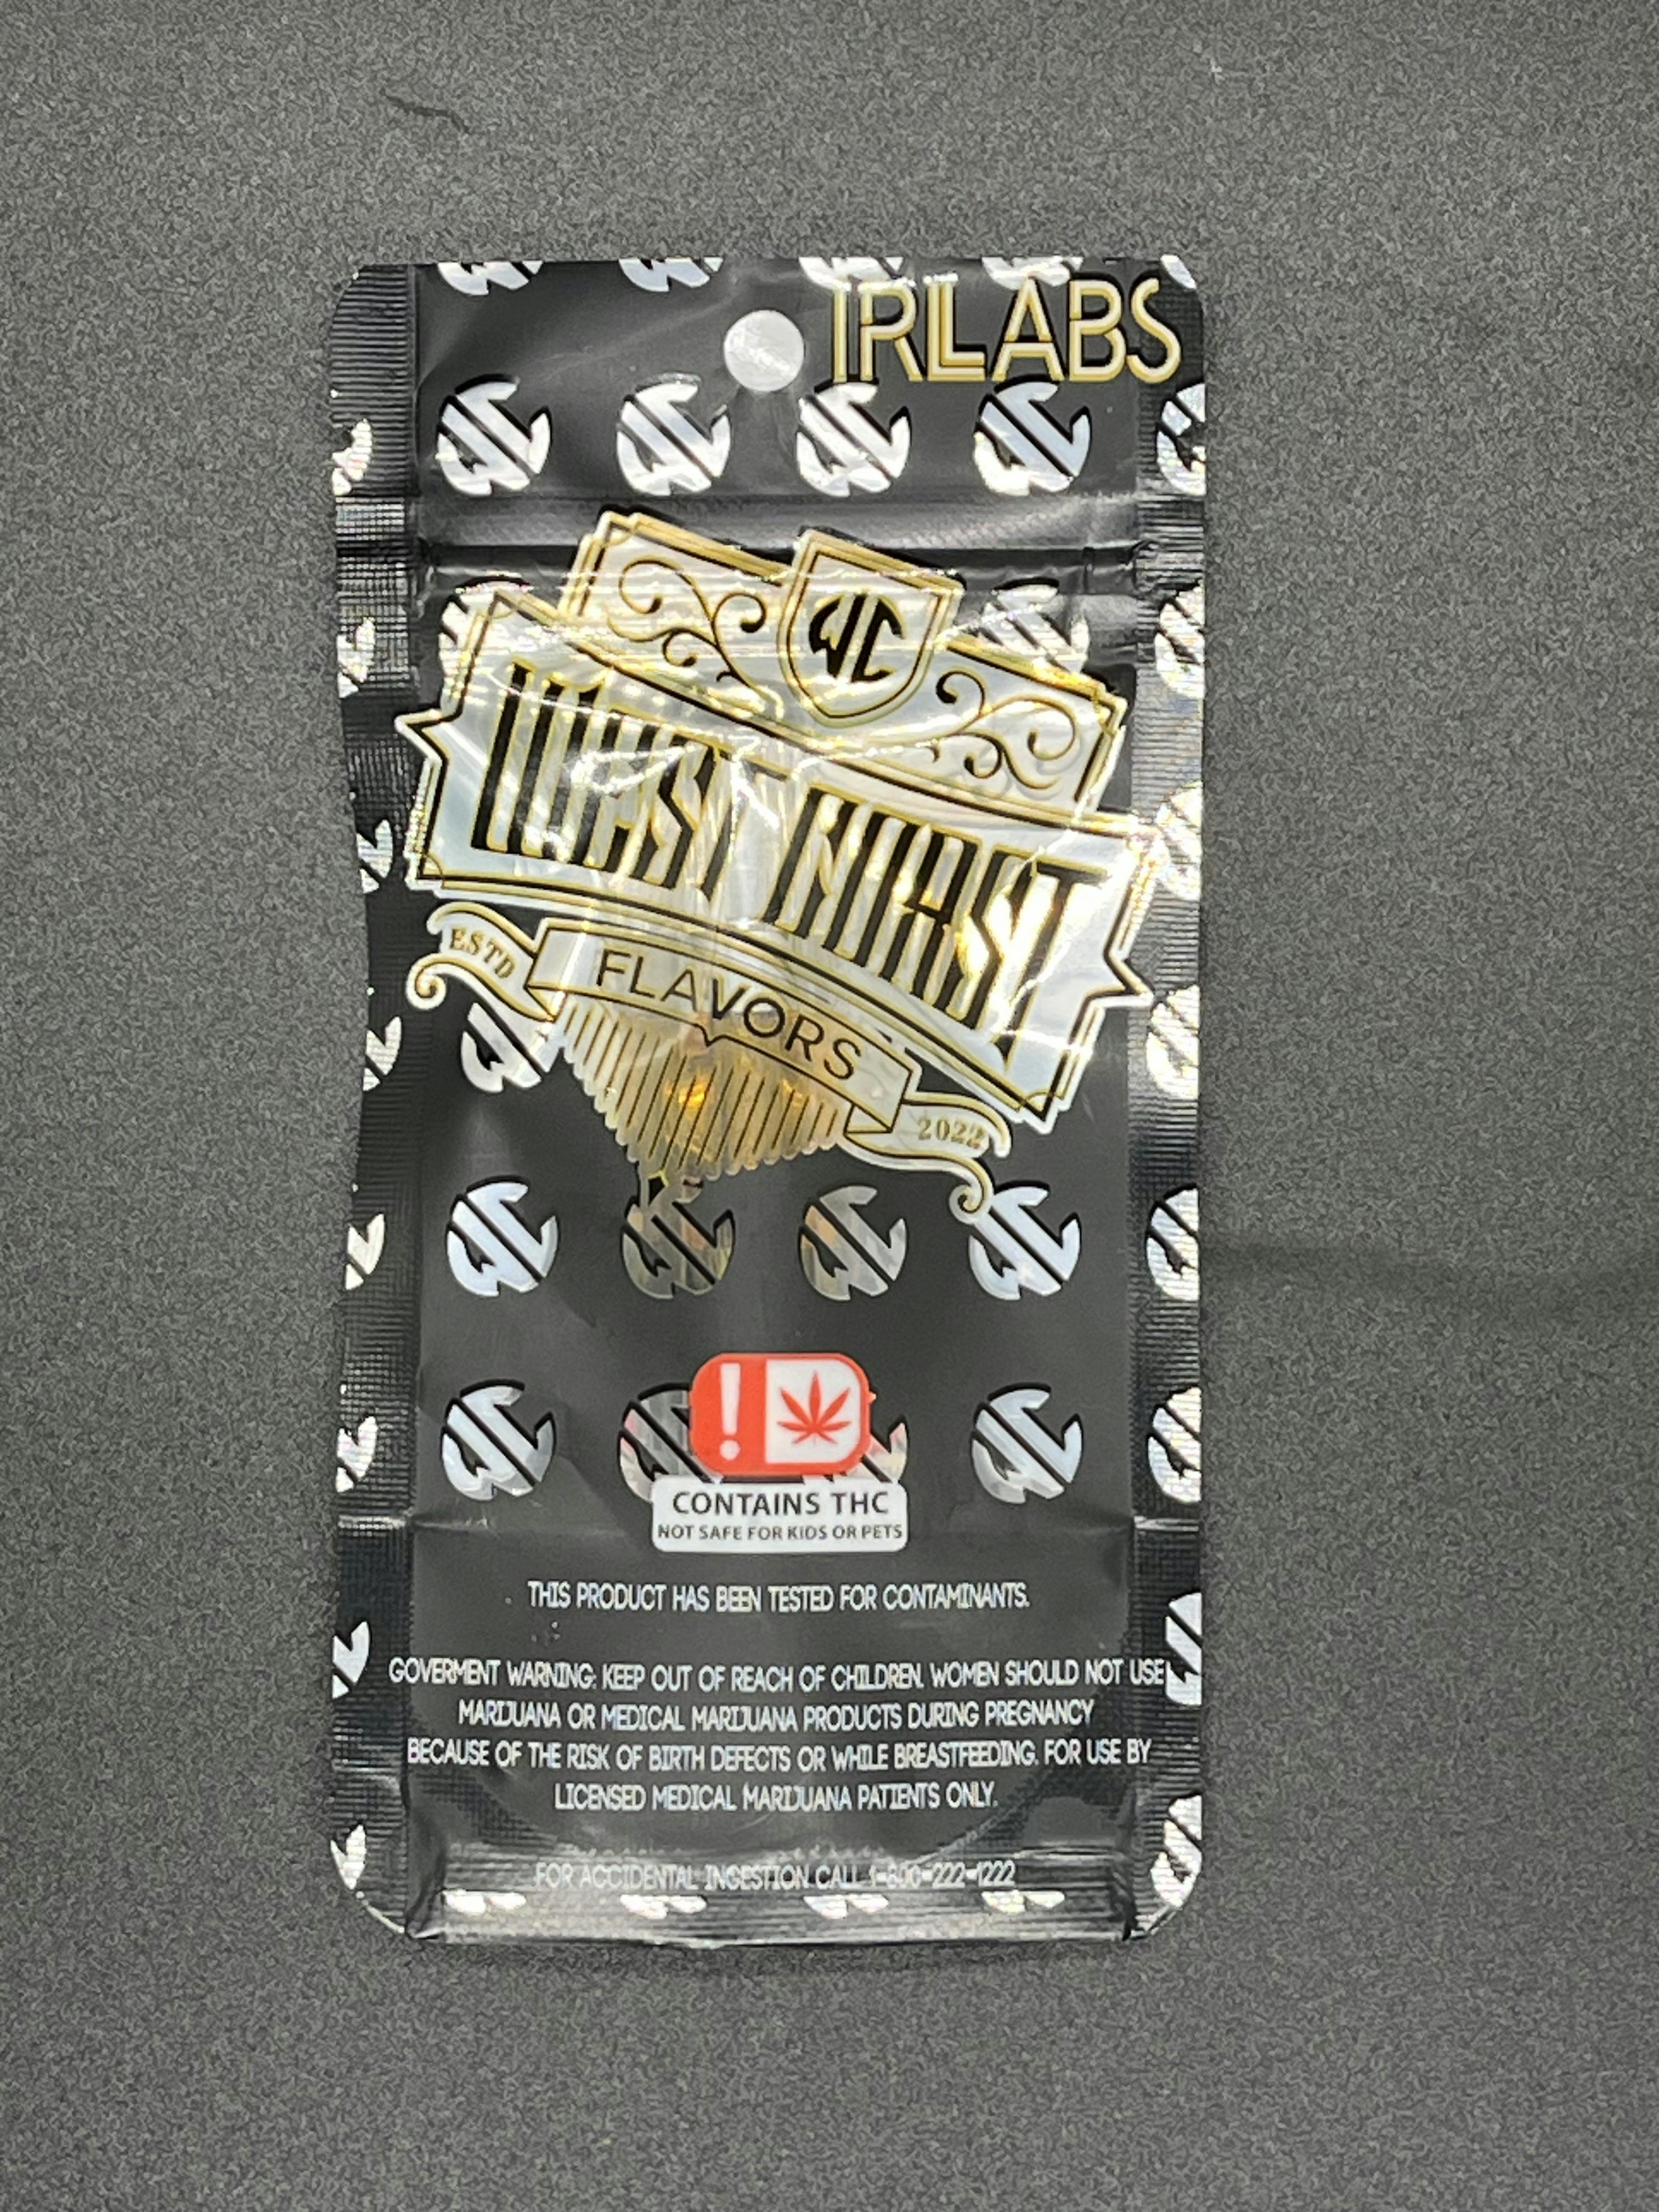 IRLLABS
WC
WEST COAST
ESTD
FLAVORS
2022
!
CONTAINS THC
NOT SAFE FOR KIDS OR PETS
THIS PRODUCT HAS BEEN TESTED FOR CONTAMINANTS.
GOVERMENT WARNING: KEEP OUT OF REACH OF CHILDREN. WOMEN SHOULD NOT USE
MARIJUANA OR MEDICAL MARIJUANA PRODUCTS DURING PREGNANCY
BECAUSE OF THE RISK OF BIRTH DEFECTS OR WHILE BREASTFEEDING. FOR USE BY
LICENSED MEDICAL MARIJUANA PATIENTS ONLY.
FOR ACCIDENTAL INGESTION CALL 1-800-222-1222